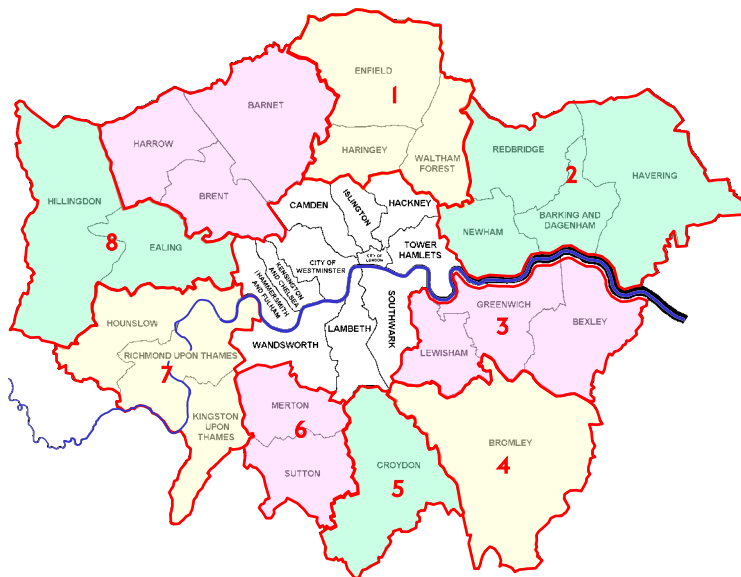 ENFIELD
1
BARNET
HARROW
HARINGEY
WALTHAM
FOREST
REDBRIDGE
2
HAVERING
BRENT
HILLINGDON
ISLINGTON
CAMDEN
HACKNEY
BARKING AND
DAGENHAM
NEWHAM
8
EALING
TOWER
HAMLETS
CITY OF
LONDON
CITY OF
WESTMINSTER
KENSINGTON
AND CHELSEA
HAMMERSMITH
AND FULHAM
SOUTHWARK
GREENWICH
3
BEXLEY
HOUNSLOW
LAMBETH
WANDSWORTH
LEWISHAM
RICHMOND UPON THAMES
7
KINGSTON
UPON
THAMES
MERTON
6
SUTTON
BROMLEY
4
CROYDON
5